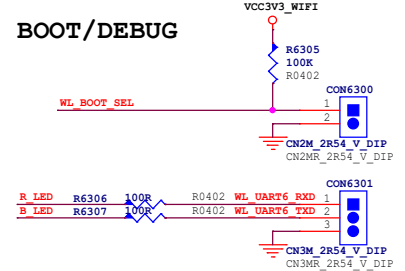 VCC3V3_WIFI
BOOT/DEBUG
R6305
100K
R0402
CON6300
WL_BOOT_SEL
1
2
CN2M_2R54_V_DIP
CN2MR_2R54_V_DIP
CON6301
R_LED R6306 100R R0402 WL_UART6_RXD 1
B_LED R6307 100R R0402 WL_UART6_TXD 2
3
CN3M_2R54_V_DIP
CN3MR_2R54_V_DIP